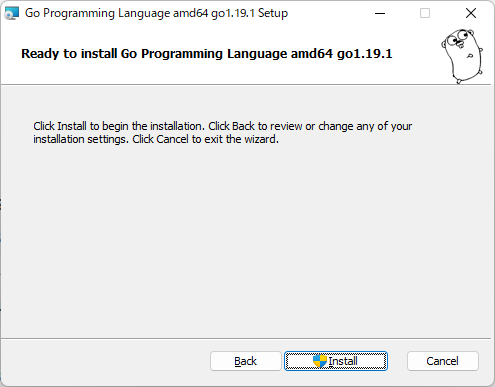 Go Programming Language amd64 go1.19.1 Setup
Ready to install Go Programming Language amd64 go1.19.1
Click Install to begin the installation. Click Back to review or change any of your
installation settings. Click Cancel to exit the wizard.
Back Install Cancel